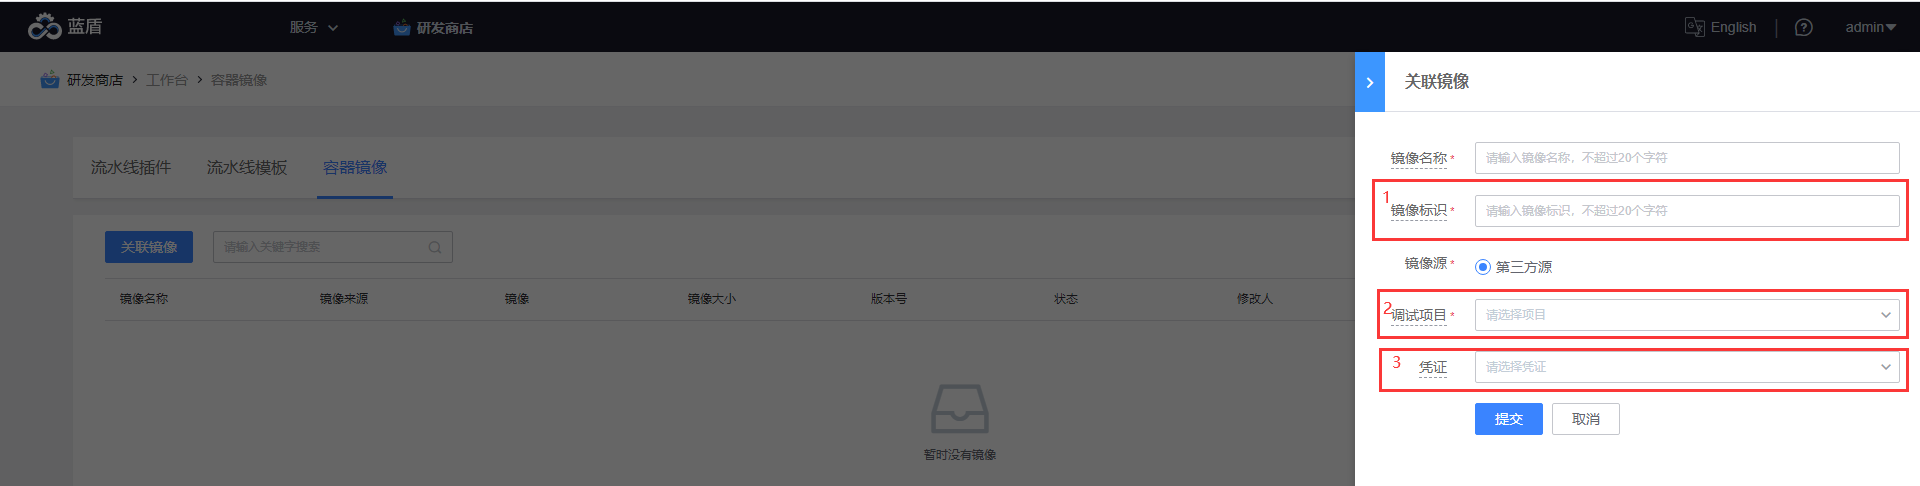 蓝盾
服务
研发商店
English
admin
研发商店 > 工作台 > 容器镜像
流水线插件
流水线模板
容器镜像
关联镜像
请输入关键字搜索
镜像名称
镜像来源
镜像
镜像大小
版本号
状态
修改人
暂时没有镜像
关联镜像
镜像名称 *
请输入镜像名称，不超过20个字符
1
镜像标识 *
请输入镜像标识，不超过20个字符
镜像源 *
第三方源
2
调试项目 *
请选择项目
3
凭证
请选择凭证
提交
取消